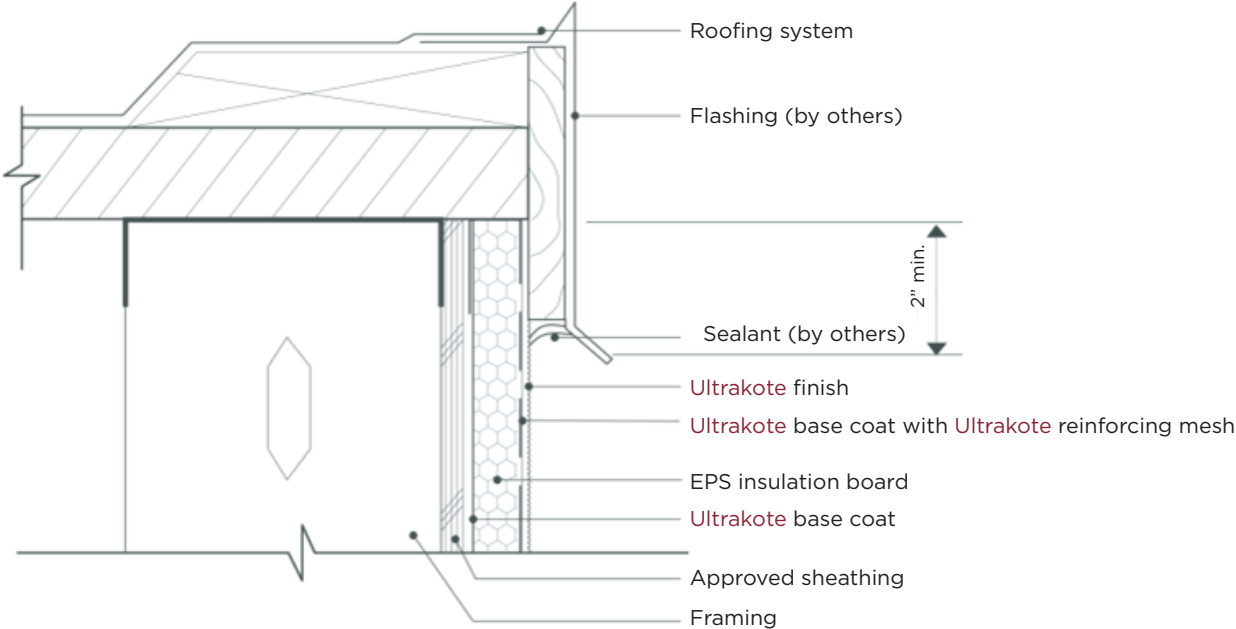 Roofing system
Flashing (by others)
2” min.
Sealant (by others)
Ultrakote finish
Ultrakote base coat with Ultrakote reinforcing mesh
EPS insulation board
Ultrakote base coat
Approved sheathing
Framing